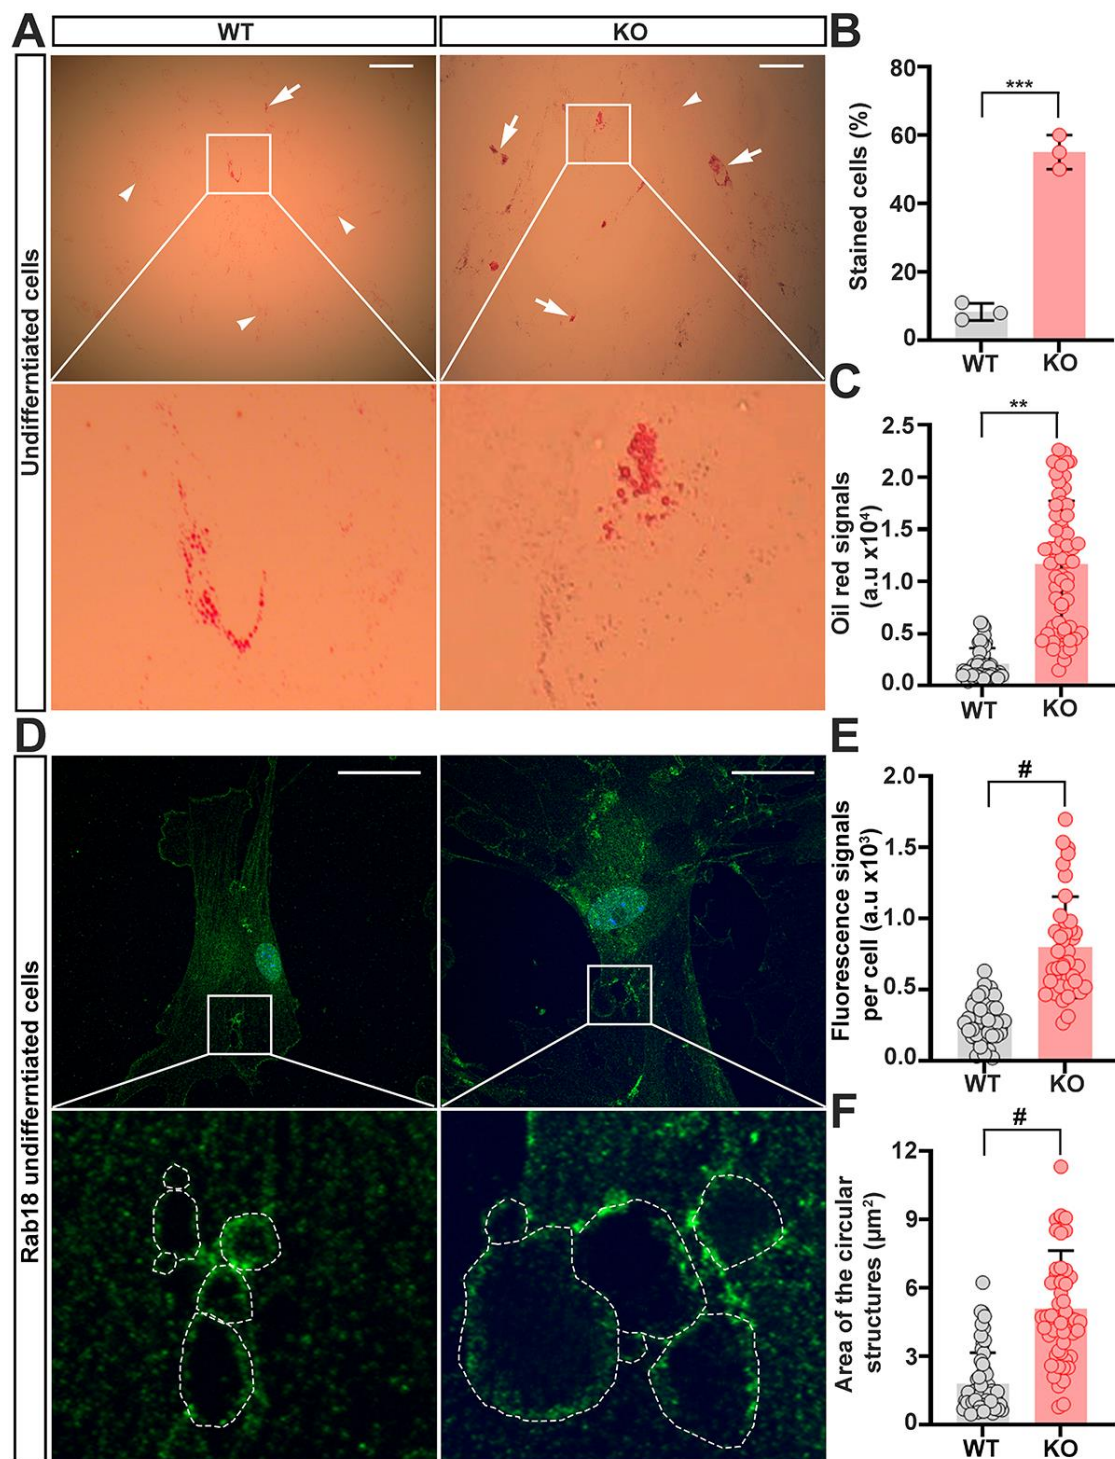 A
WT
KO
Undifferntiated cells
B
Stained cells (%)
80
60
40
20
0
***
WT
KO
C
Oil red signals
(a.u x10⁴)
2.5
2.0
1.5
1.0
0.5
0.0
**
WT
KO
D
Rab18 undifferntiated cells
E
Fluorescence signals
per cell (a.u x10³)
2.0
1.5
1.0
0.5
0.0
#
WT
KO
F
Area of the circular
structures (µm²)
12
9
6
3
0
#
WT
KO